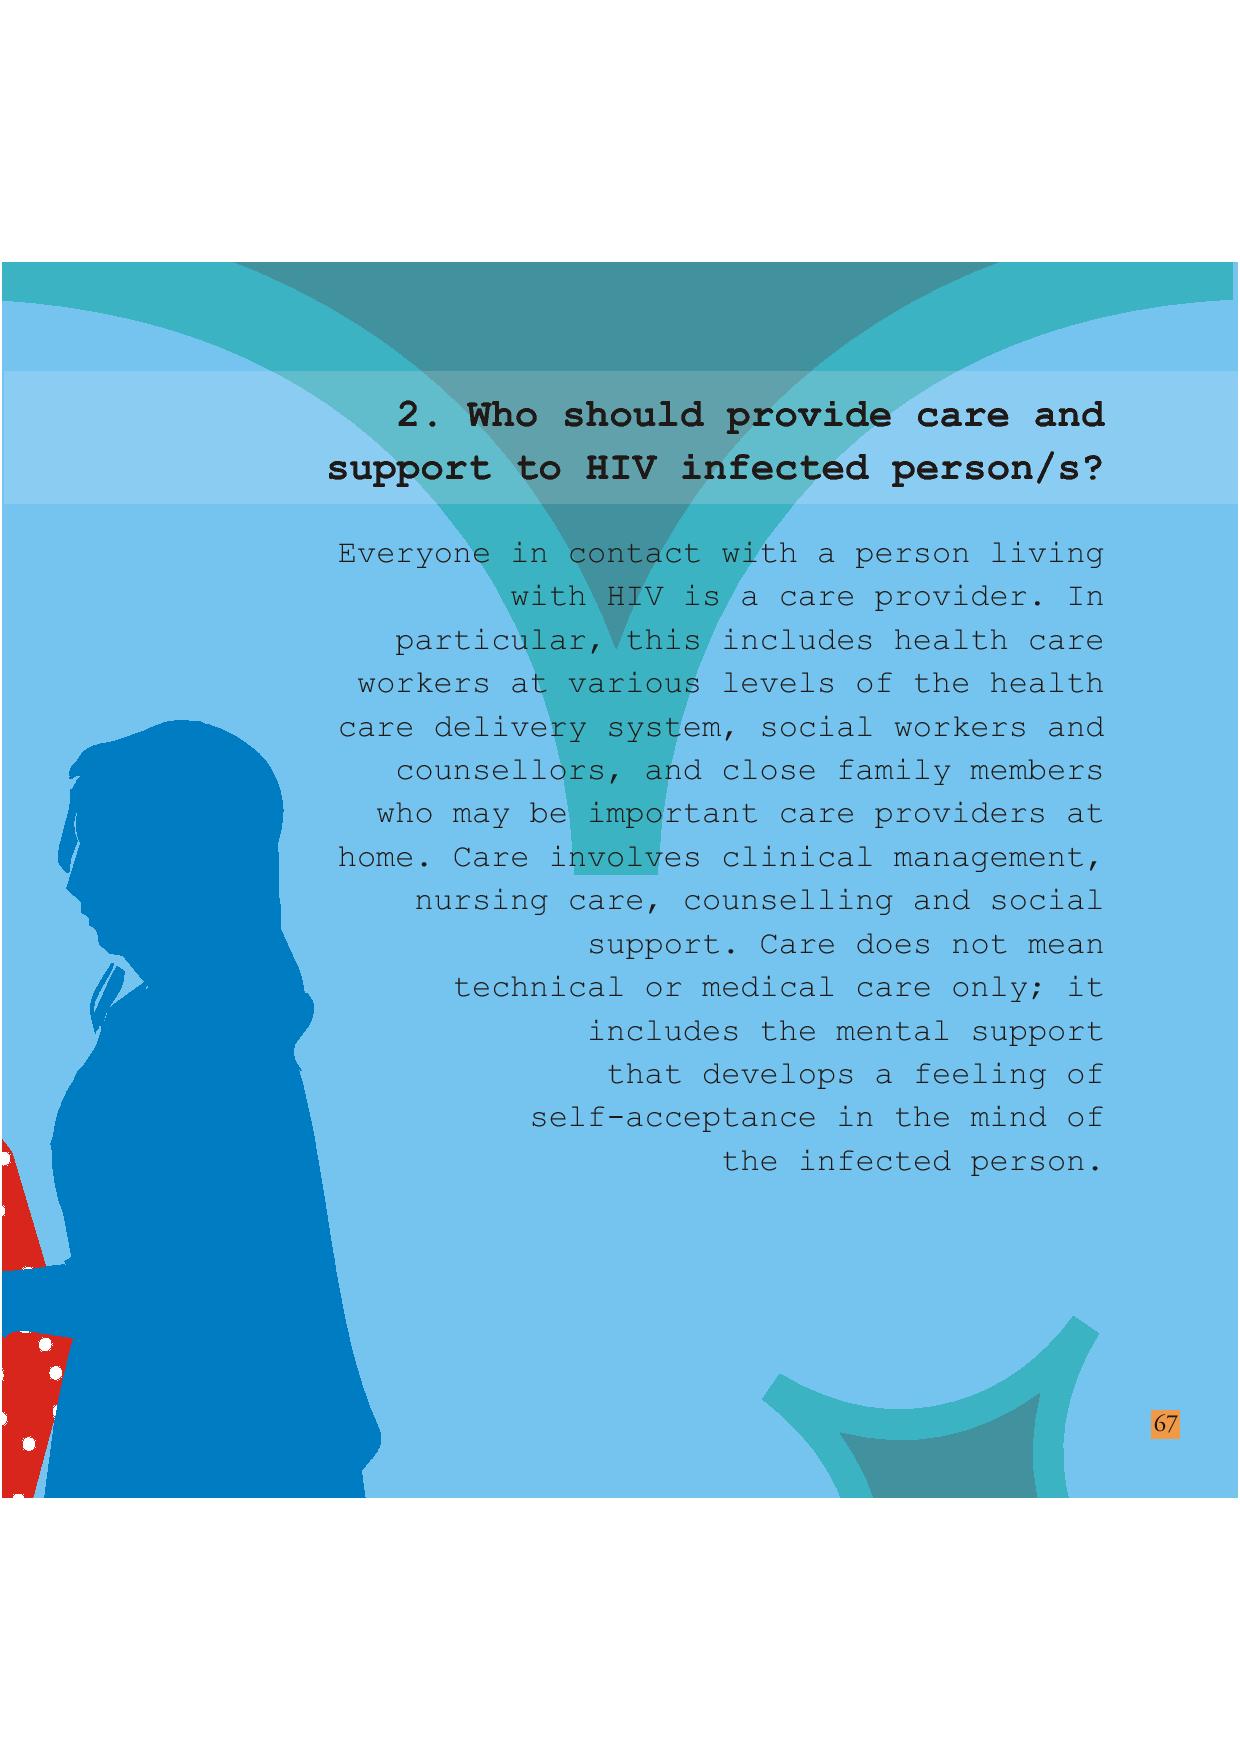 2. Who should provide care and
support to HIV infected person/s?
Everyone in contact with a person living
with HIV is a care provider. In
particular, this includes health care
workers at various levels of the health
care delivery system, social workers and
counsellors, and close family members
who may be important care providers at
home. Care involves clinical management,
nursing care, counselling and social
support. Care does not mean
technical or medical care only; it
includes the mental support
that develops a feeling of
self-acceptance in the mind of
the infected person.
67